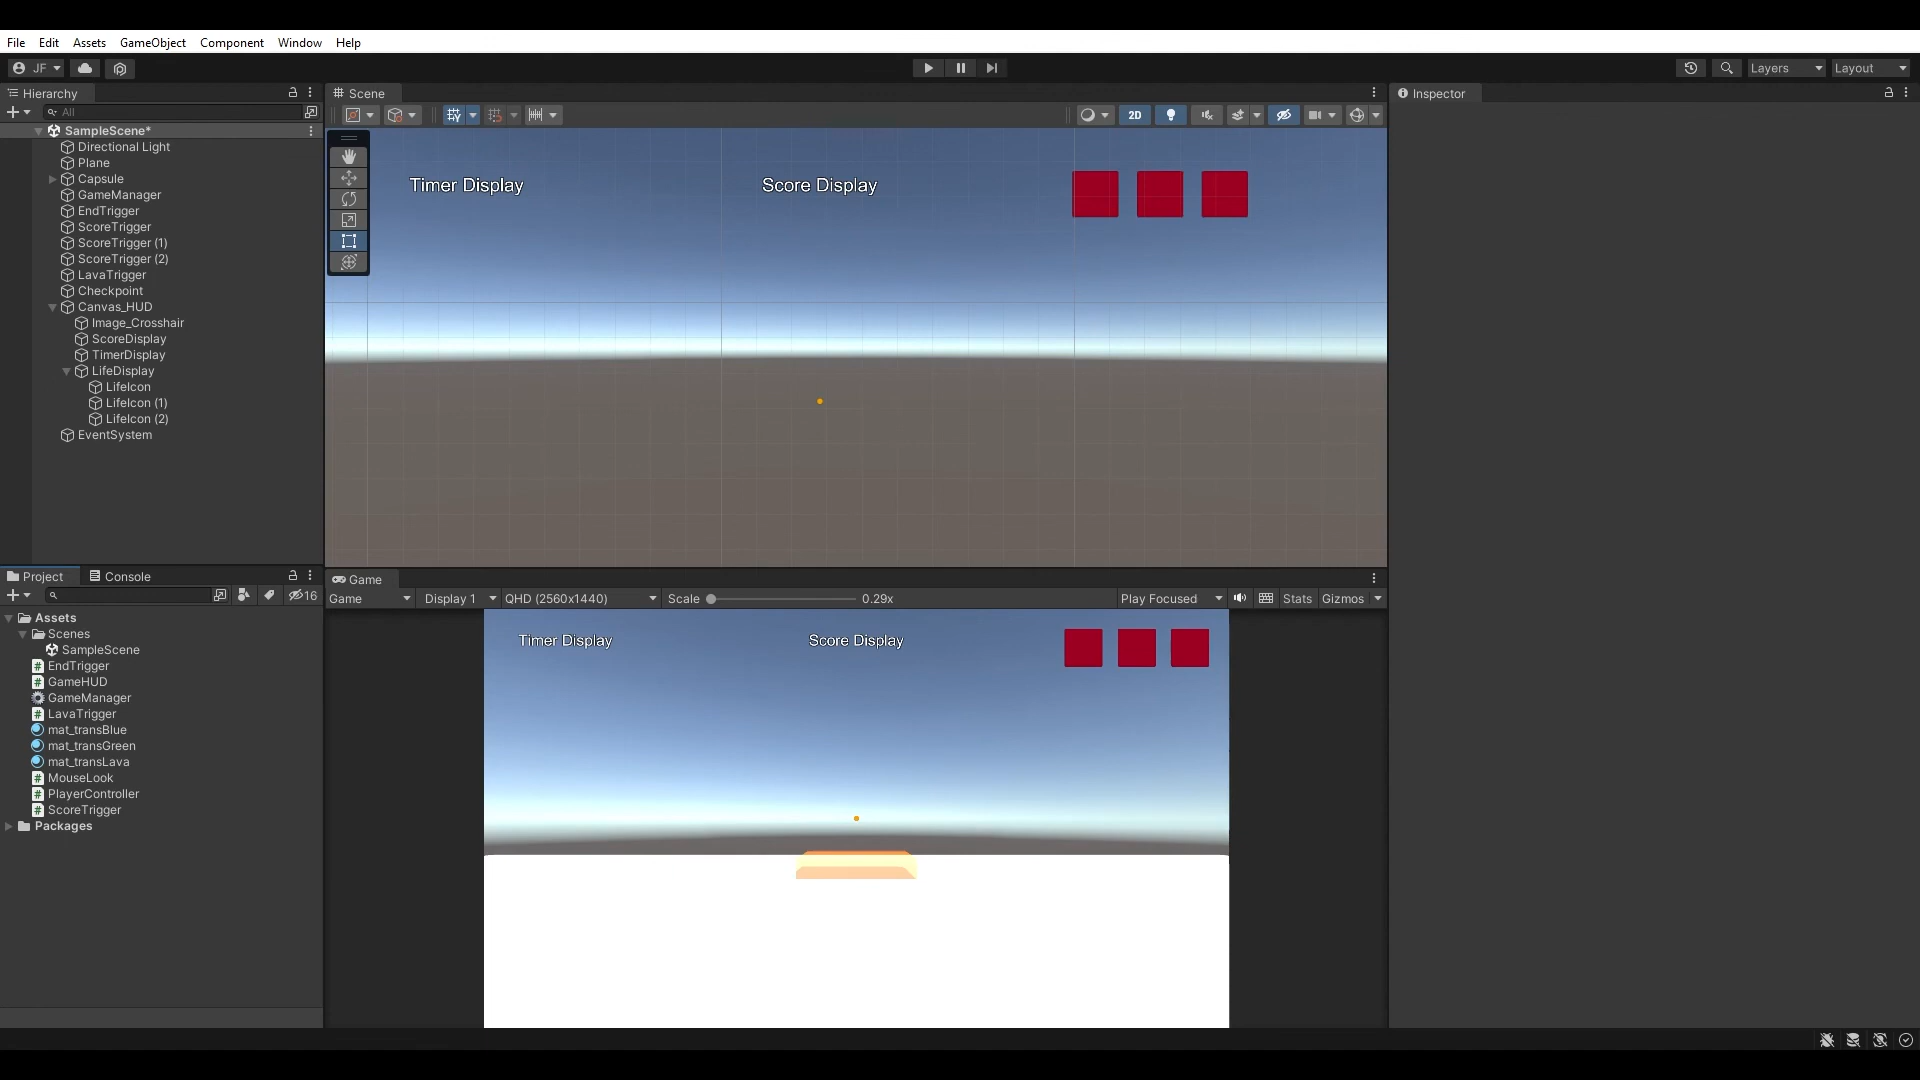 File Edit Assets GameObject Component Window Help
JF Layers Layout
Hierarchy
All
SampleScene*
Directional Light
Plane
Capsule
GameManager
EndTrigger
ScoreTrigger
ScoreTrigger (1)
ScoreTrigger (2)
LavaTrigger
Checkpoint
Canvas_HUD
Image_Crosshair
ScoreDisplay
TimerDisplay
LifeDisplay
LifeIcon
LifeIcon (1)
LifeIcon (2)
EventSystem
Scene
2D
Timer Display Score Display
Inspector
Project Console
16
Assets
Scenes
SampleScene
EndTrigger
GameHUD
GameManager
LavaTrigger
mat_transBlue
mat_transGreen
mat_transLava
MouseLook
PlayerController
ScoreTrigger
Packages
Game
Game Display 1 QHD (2560x1440) Scale 0.29x Play Focused Stats Gizmos
Timer Display Score Display